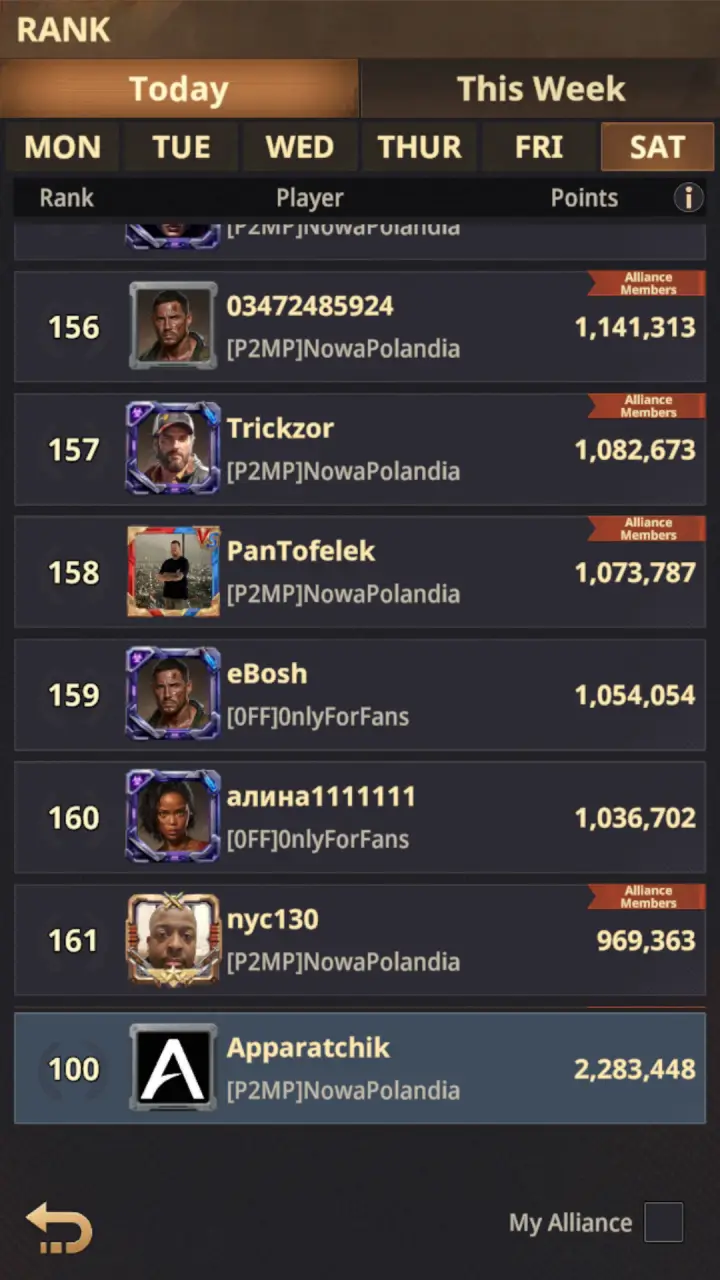 RANK
Today
This Week
MON TUE WED THUR FRI SAT
Rank Player Points i
[P2MP]NowaPolandia
Alliance
Members
156 03472485924 1,141,313
[P2MP]NowaPolandia
Alliance
Members
157 Trickzor 1,082,673
[P2MP]NowaPolandia
Alliance
Members
158 PanTofelek 1,073,787
[P2MP]NowaPolandia
159 eBosh 1,054,054
[0FF]0nlyForFans
160 алина1111111 1,036,702
[0FF]0nlyForFans
Alliance
Members
161 nyc130 969,363
[P2MP]NowaPolandia
100 Apparatchik 2,283,448
[P2MP]NowaPolandia
My Alliance